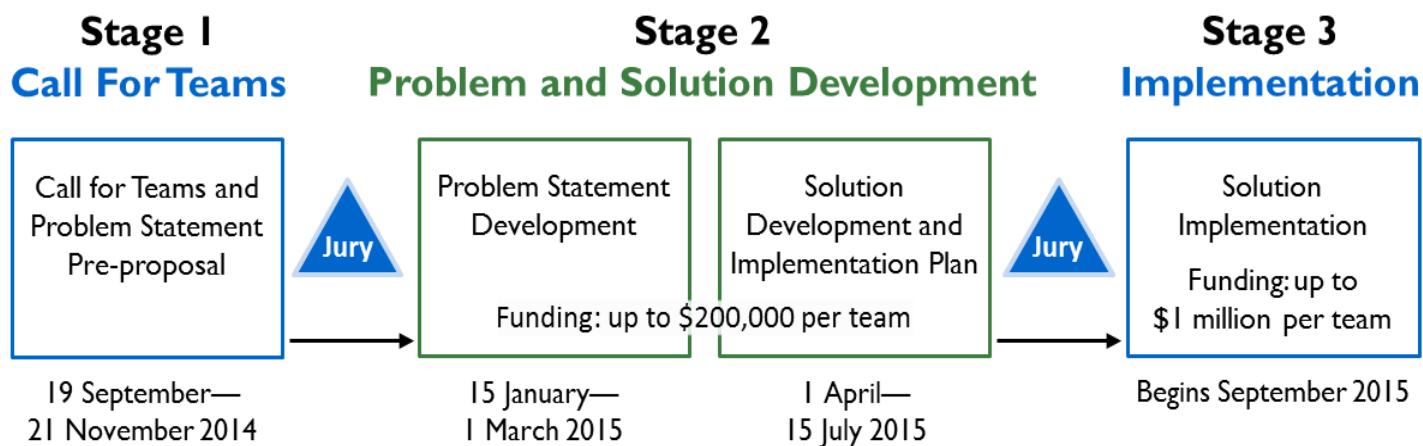 Stage 1
Call For Teams
Stage 2
Problem and Solution Development
Stage 3
Implementation
Call for Teams and
Problem Statement
Pre-proposal
Jury
Problem Statement
Development
Solution
Development and
Implementation Plan
Funding: up to $200,000 per team
Jury
Solution
Implementation
Funding: up to
$1 million per team
19 September—
21 November 2014
15 January—
1 March 2015
1 April—
15 July 2015
Begins September 2015